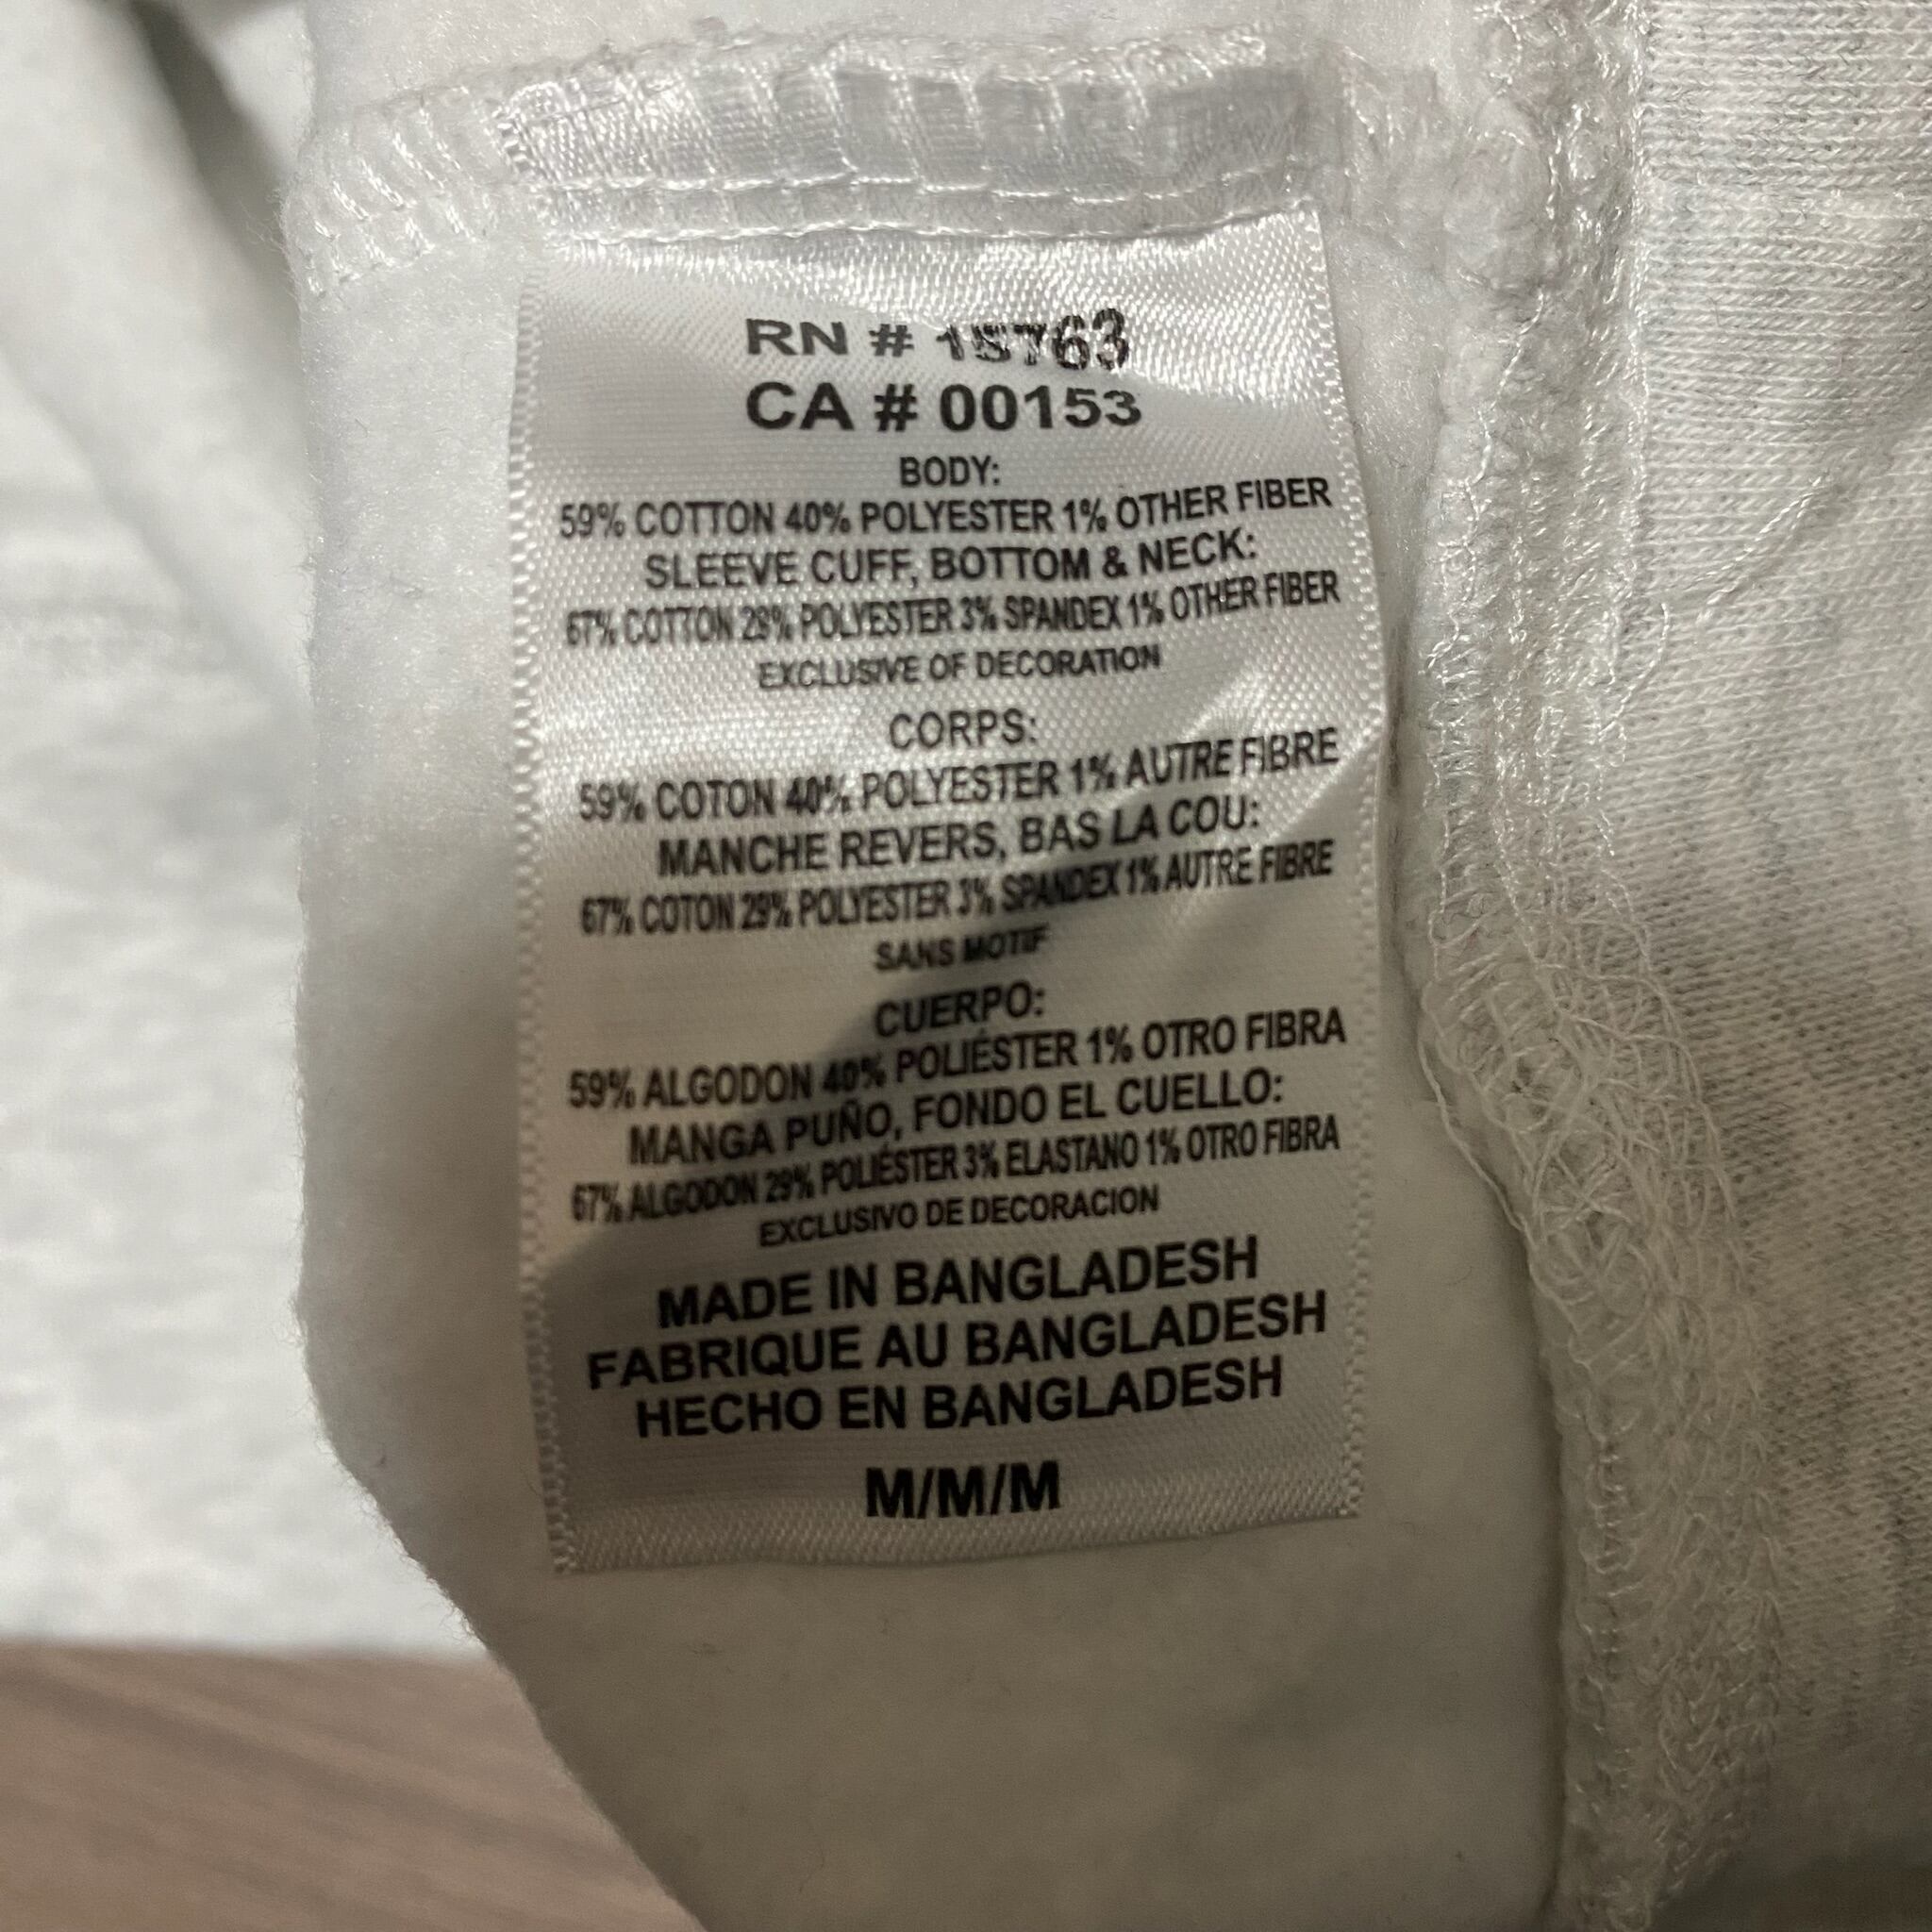 RN # 15763
CA # 00153
BODY:
59% COTTON 40% POLYESTER 1% OTHER FIBER
SLEEVE CUFF, BOTTOM & NECK:
67% COTTON 29% POLYESTER 3% SPANDEX 1% OTHER FIBER
EXCLUSIVE OF DECORATION
CORPS:
59% COTON 40% POLYESTER 1% AUTRE FIBRE
MANCHE REVERS, BAS LA COU:
67% COTON 29% POLYESTER 3% SPANDEX 1% AUTRE FIBRE
SANS MOTIF
CUERPO:
59% ALGODON 40% POLIÉSTER 1% OTRO FIBRA
MANGA PUÑO, FONDO EL CUELLO:
67% ALGODON 29% POLIÉSTER 3% ELASTANO 1% OTRO FIBRA
EXCLUSIVO DE DECORACION
MADE IN BANGLADESH
FABRIQUE AU BANGLADESH
HECHO EN BANGLADESH
M/M/M